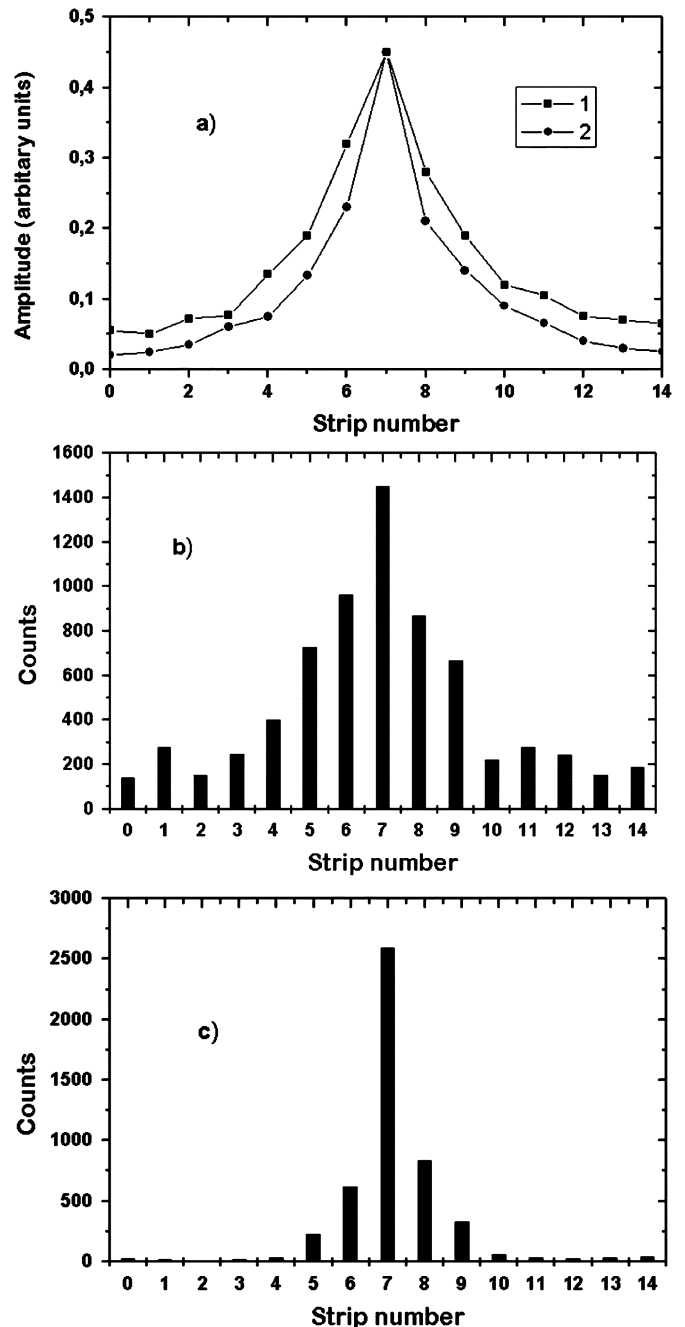 0,5
0,4
0,3
0,2
0,1
0,0
Amplitude (arbitary units)
a)
1
2
0 2 4 6 8 10 12 14
Strip number
1600
1400
1200
1000
800
600
400
200
0
Counts
b)
0 1 2 3 4 5 6 7 8 9 10 11 12 13 14
Strip number
3000
2500
2000
1500
1000
500
0
Counts
c)
0 1 2 3 4 5 6 7 8 9 10 11 12 13 14
Strip number